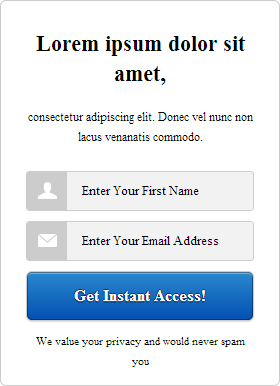 Lorem ipsum dolor sit
amet,
consectetur adipiscing elit. Donec vel nunc non
lacus venanatis commodo.
Enter Your First Name
Enter Your Email Address
Get Instant Access!
We value your privacy and would never spam
you